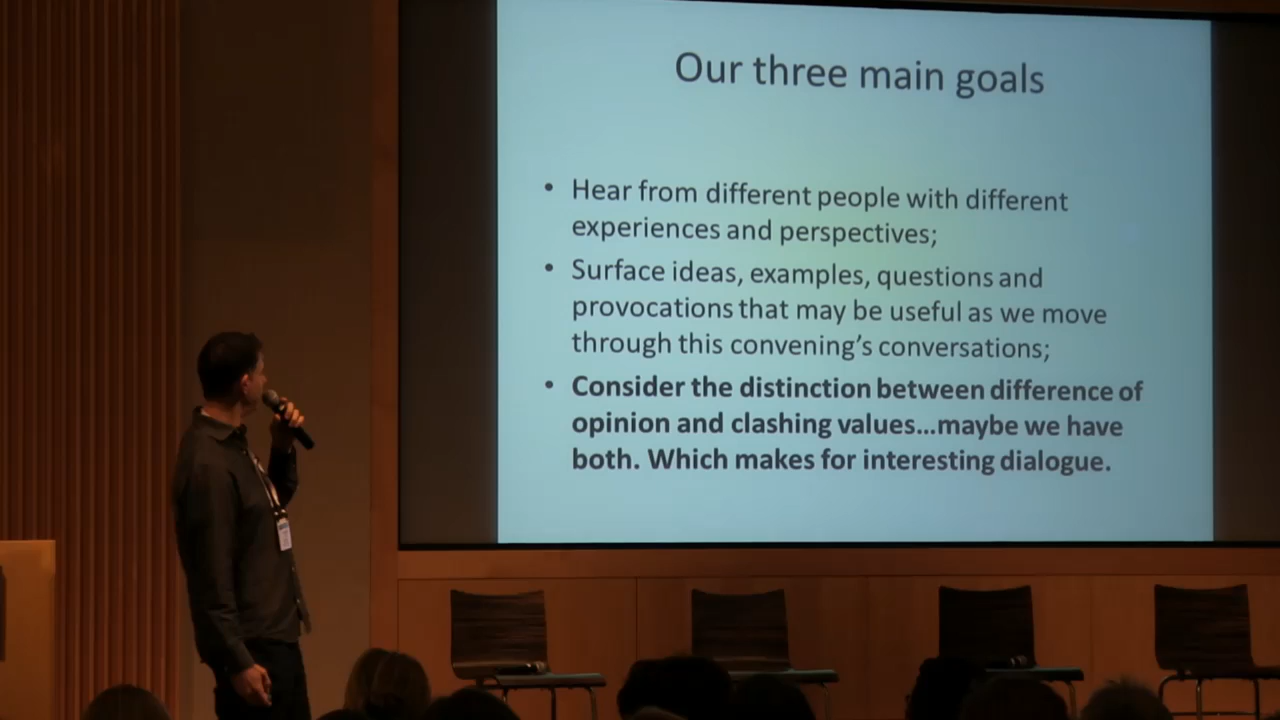 Our three main goals
• Hear from different people with different
experiences and perspectives;
• Surface ideas, examples, questions and
provocations that may be useful as we move
through this convening’s conversations;
• Consider the distinction between difference of
opinion and clashing values…maybe we have
both. Which makes for interesting dialogue.